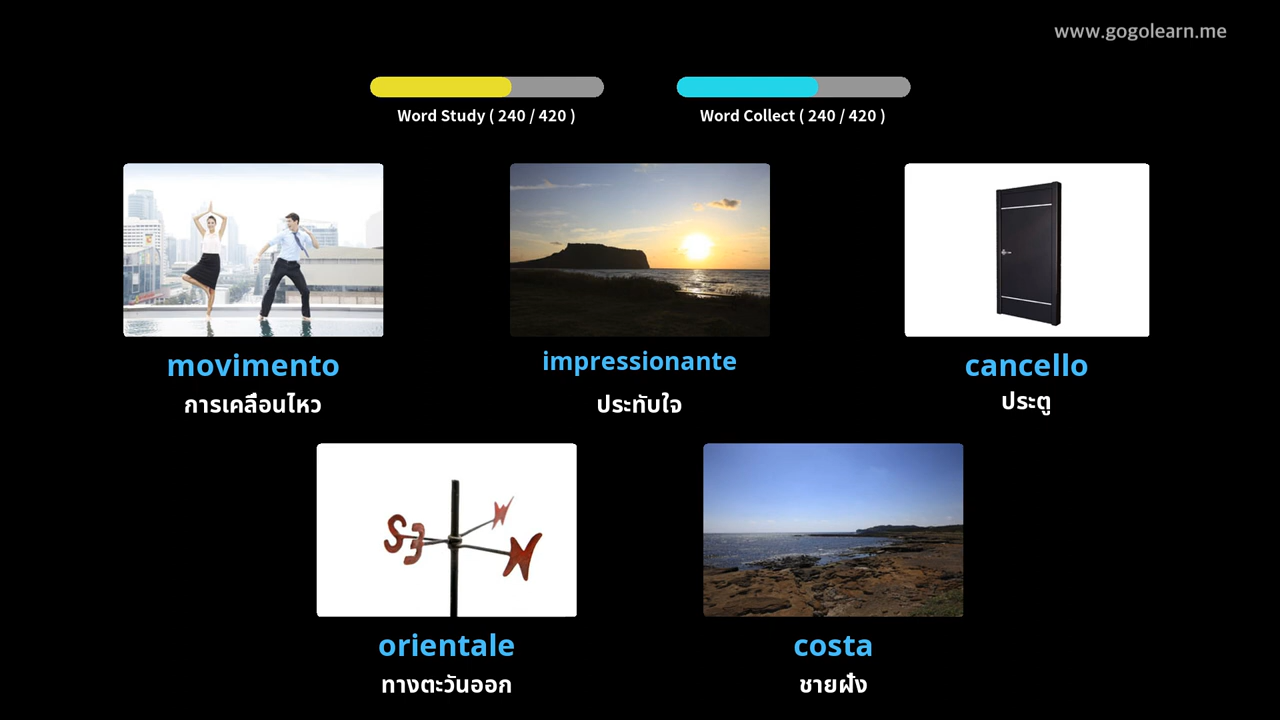 www.gogolearn.me
Word Study ( 240 / 420 )
Word Collect ( 240 / 420 )
movimento
การเคลื่อนไหว
impressionante
ประทับใจ
cancello
ประตู
S
E
N
orientale
ทางตะวันออก
costa
ชายฝั่ง